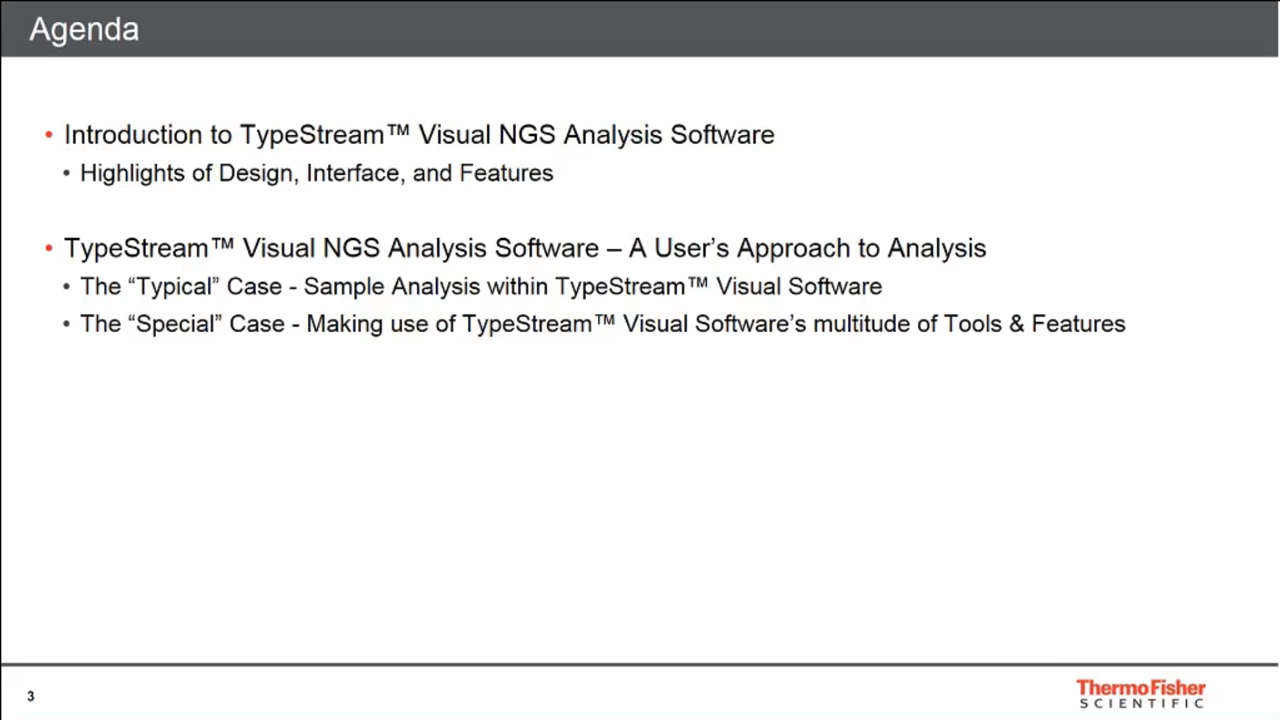 Agenda
• Introduction to TypeStream™ Visual NGS Analysis Software
• Highlights of Design, Interface, and Features
• TypeStream™ Visual NGS Analysis Software – A User’s Approach to Analysis
• The “Typical” Case - Sample Analysis within TypeStream™ Visual Software
• The “Special” Case - Making use of TypeStream™ Visual Software’s multitude of Tools & Features
3
ThermoFisher
SCIENTIFIC